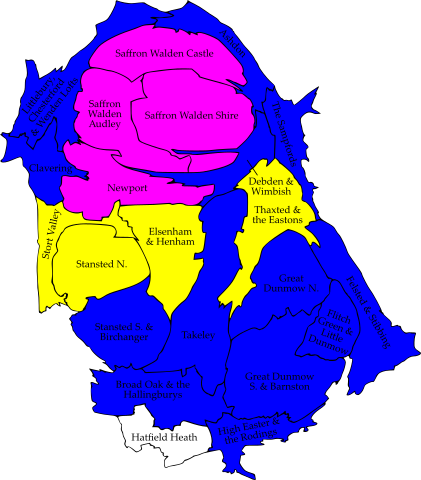 Saffron Walden Castle
Ashdon
Littlebury,
Chesterford
& Wenden Lofts
Saffron
Walden
Audley
Saffron Walden Shire
The Sampfords
Clavering
Newport
Debden &
Wimbish
Stort Valley
Elsenham
& Henham
Thaxted &
the Eastons
Stansted N.
Great
Dunmow N.
Felsted & Stebbing
Stansted S. &
Birchanger
Takeley
Flitch
Green &
Little
Dunmow
Broad Oak & the
Hallingburys
Great Dunmow
S. & Barnston
Hatfield Heath
High Easter &
the Rodings